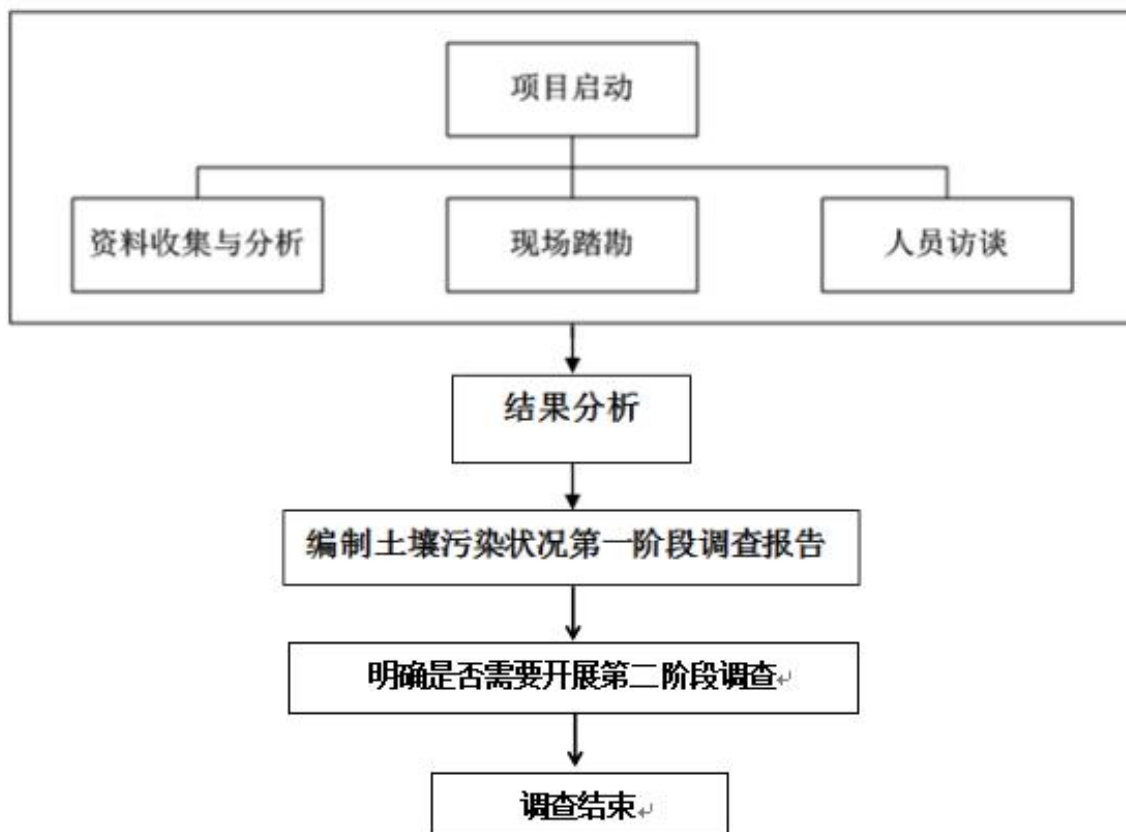 项目启动
资料收集与分析
现场踏勘
人员访谈
结果分析
编制土壤污染状况第一阶段调查报告
明确是否需要开展第二阶段调查
调查结束